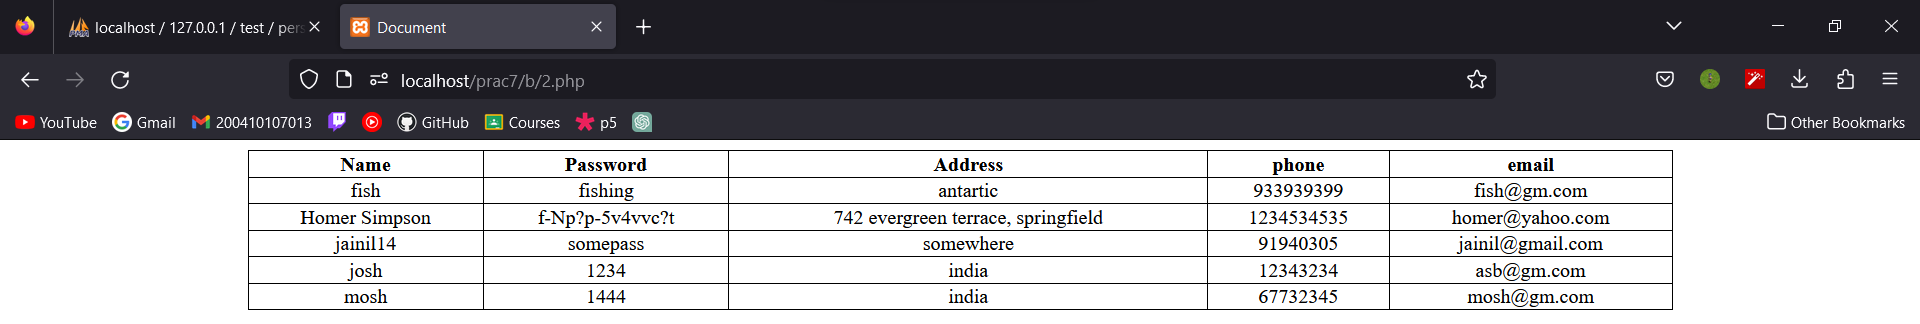 localhost / 127.0.0.1 / test / pers
Document
localhost/prac7/b/2.php
YouTube Gmail 200410107013 GitHub Courses p5 Other Bookmarks
Name Password Address phone email
fish fishing antartic 933939399 fish@gm.com
Homer Simpson f-Np?p-5v4vvc?t 742 evergreen terrace, springfield 1234534535 homer@yahoo.com
jainil14 somepass somewhere 91940305 jainil@gmail.com
josh 1234 india 12343234 asb@gm.com
mosh 1444 india 67732345 mosh@gm.com